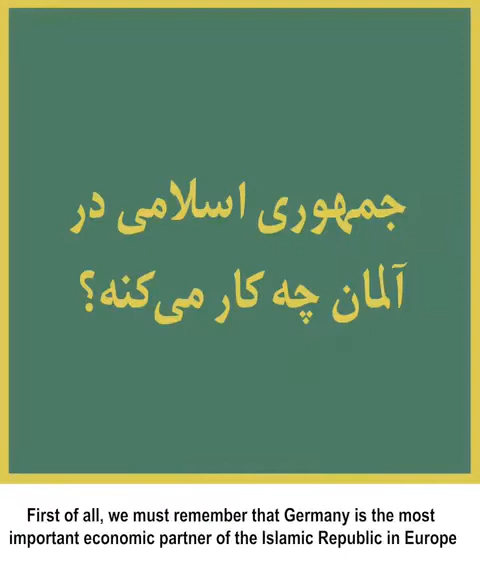 جمهوری اسلامی در
آلمان چه کار می‌کنه؟
First of all, we must remember that Germany is the most
important economic partner of the Islamic Republic in Europe